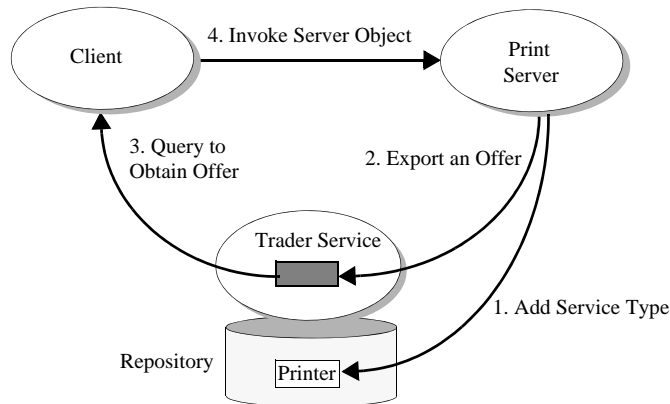 4. Invoke Server Object
Client
Print
Server
3. Query to
Obtain Offer
2. Export an Offer
Trader Service
1. Add Service Type
Repository
Printer